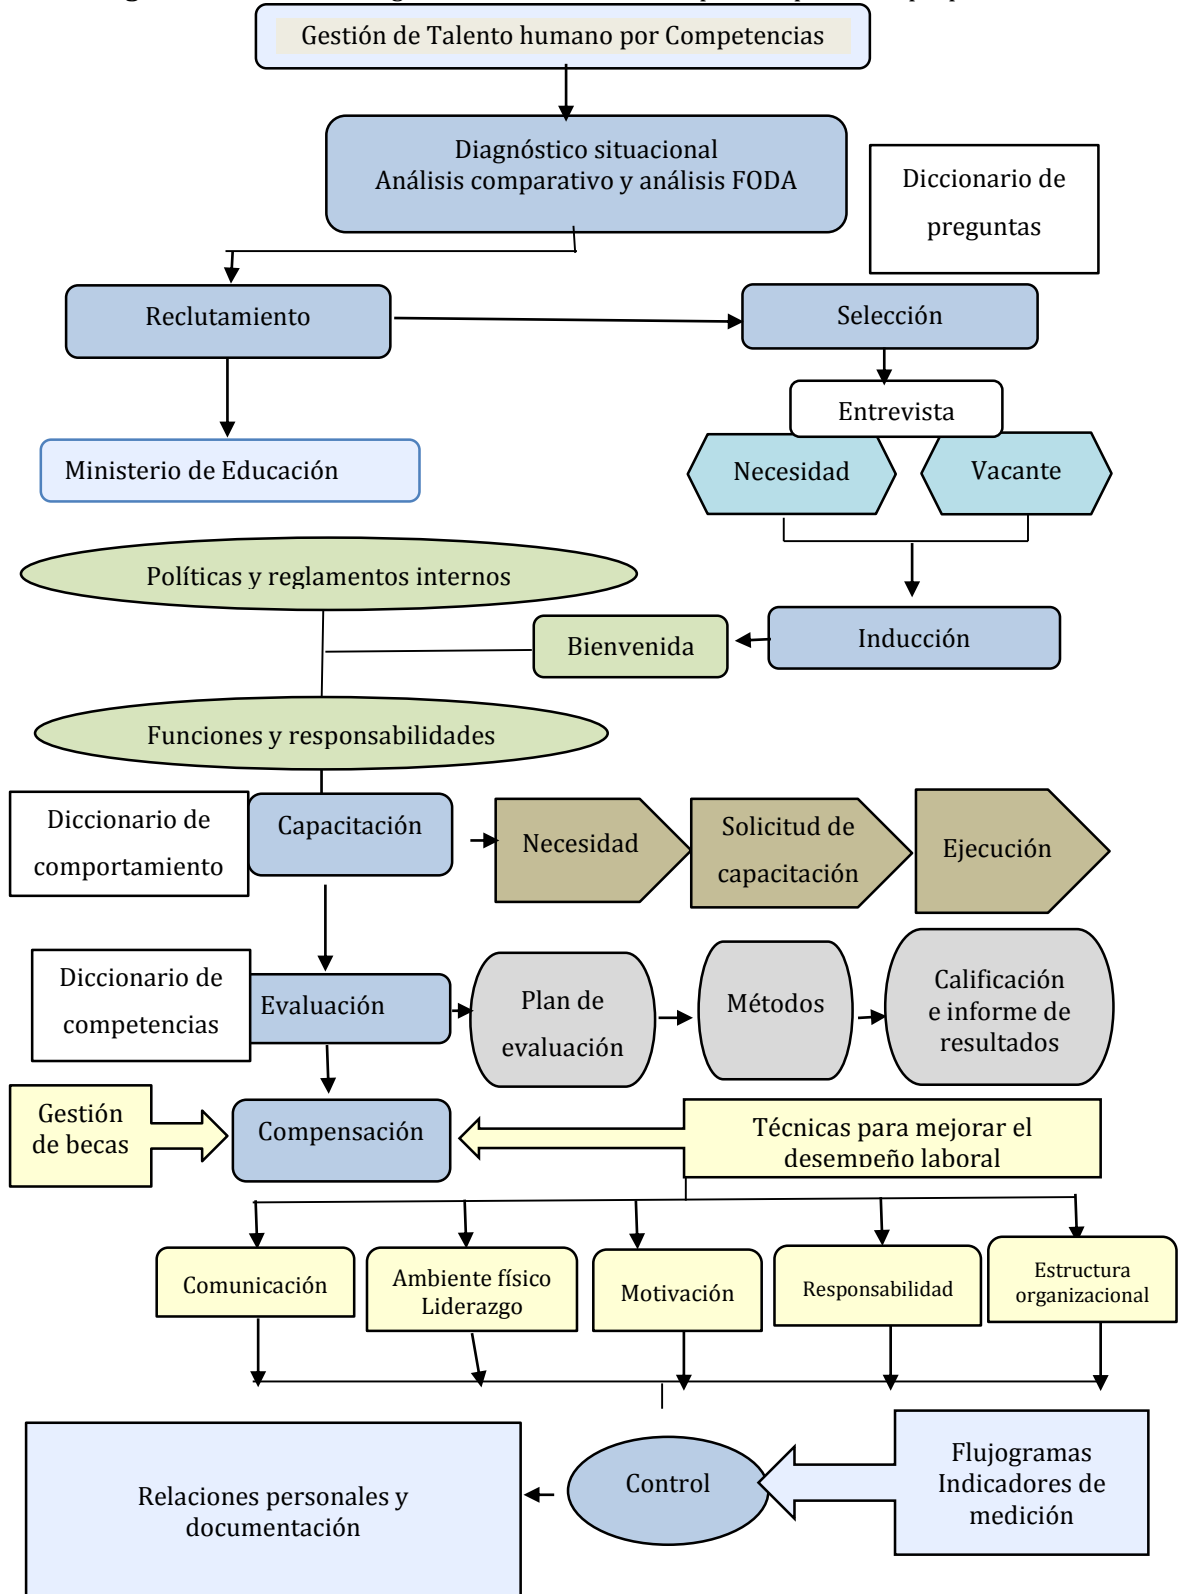 Gestión de Talento humano por Competencias
Diagnóstico situacional
Análisis comparativo y análisis FODA
Diccionario de
preguntas
Reclutamiento
Selección
Entrevista
Ministerio de Educación
Necesidad
Vacante
Políticas y reglamentos internos
Bienvenida
Inducción
Funciones y responsabilidades
Diccionario de
comportamiento
Capacitación
Necesidad
Solicitud de
capacitación
Ejecución
Diccionario de
competencias
Evaluación
Plan de
evaluación
Métodos
Calificación
e informe de
resultados
Gestión
de becas
Compensación
Técnicas para mejorar el
desempeño laboral
Comunicación
Ambiente físico
Liderazgo
Motivación
Responsabilidad
Estructura
organizacional
Relaciones personales y
documentación
Control
Flujogramas
Indicadores de
medición